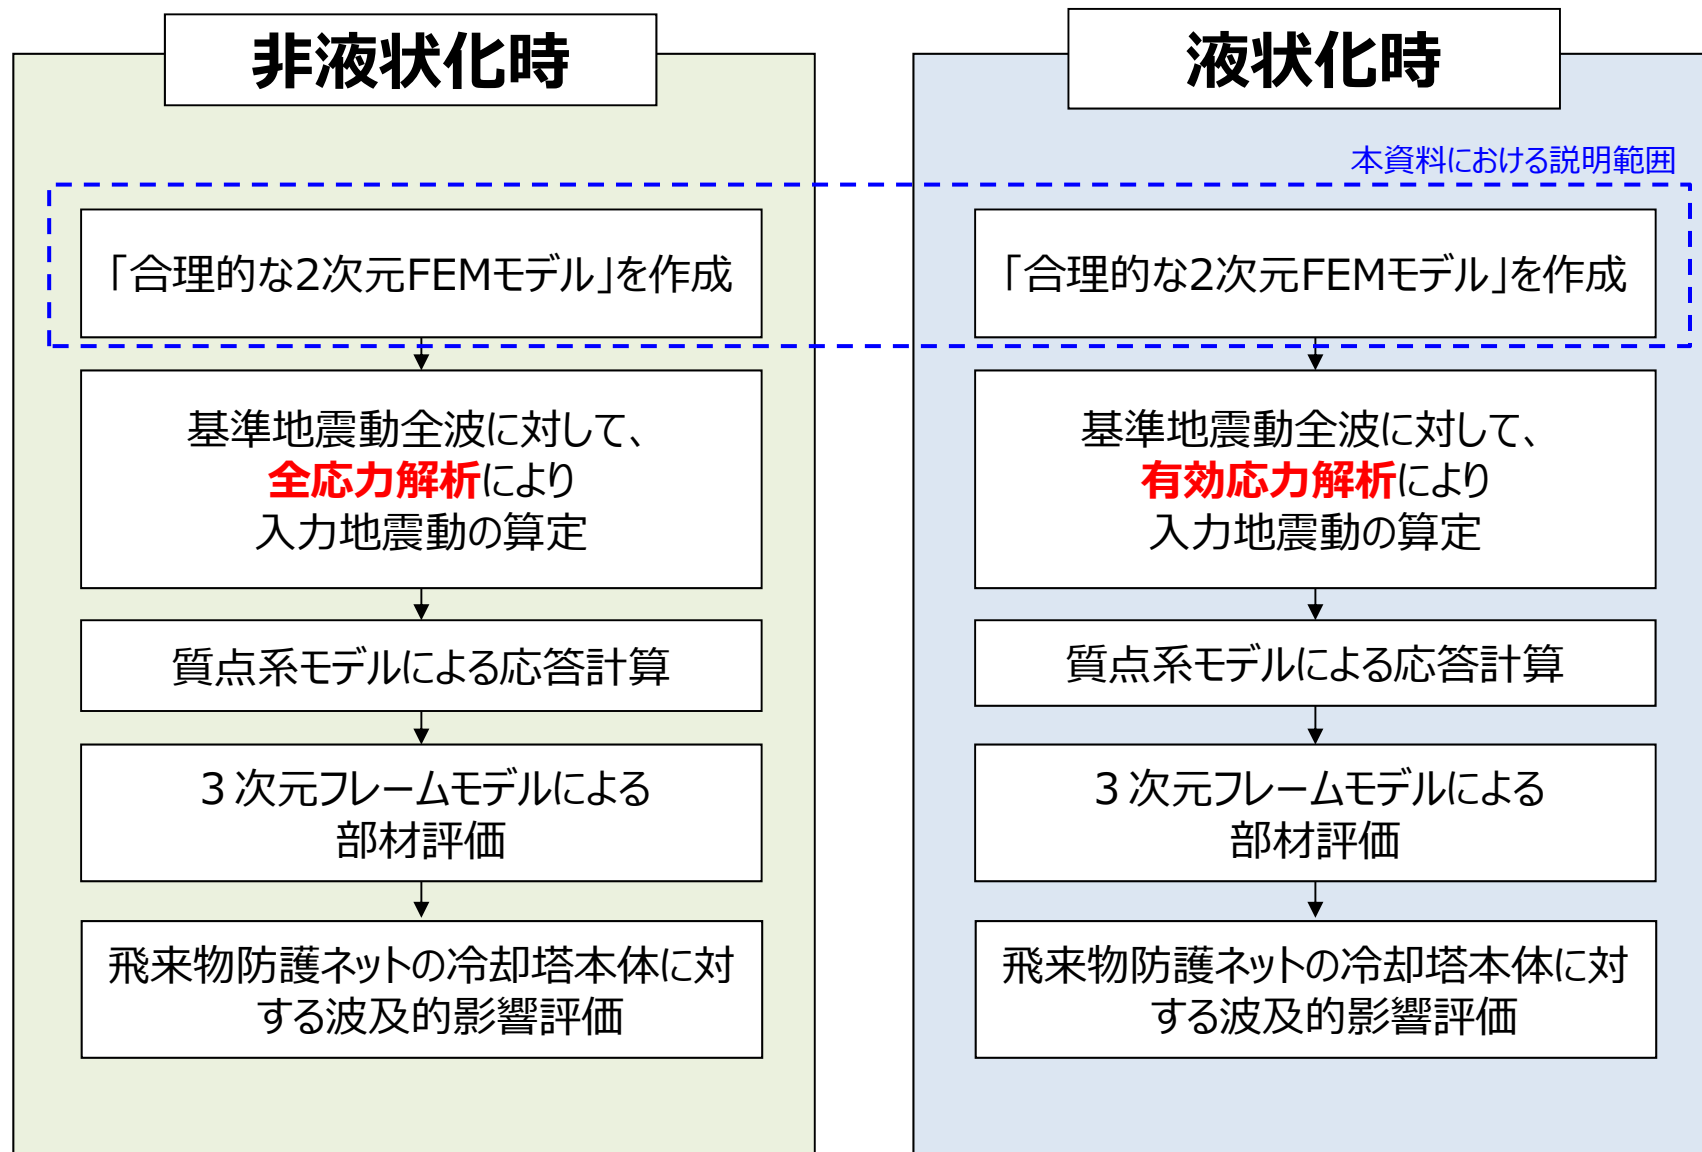 非液状化時
「合理的な2次元FEMモデル」を作成
基準地震動全波に対して、
全応力解析により
入力地震動の算定
質点系モデルによる応答計算
３次元フレームモデルによる
部材評価
飛来物防護ネットの冷却塔本体に対
する波及的影響評価
液状化時
本資料における説明範囲
「合理的な2次元FEMモデル」を作成
基準地震動全波に対して、
有効応力解析により
入力地震動の算定
質点系モデルによる応答計算
３次元フレームモデルによる
部材評価
飛来物防護ネットの冷却塔本体に対
する波及的影響評価